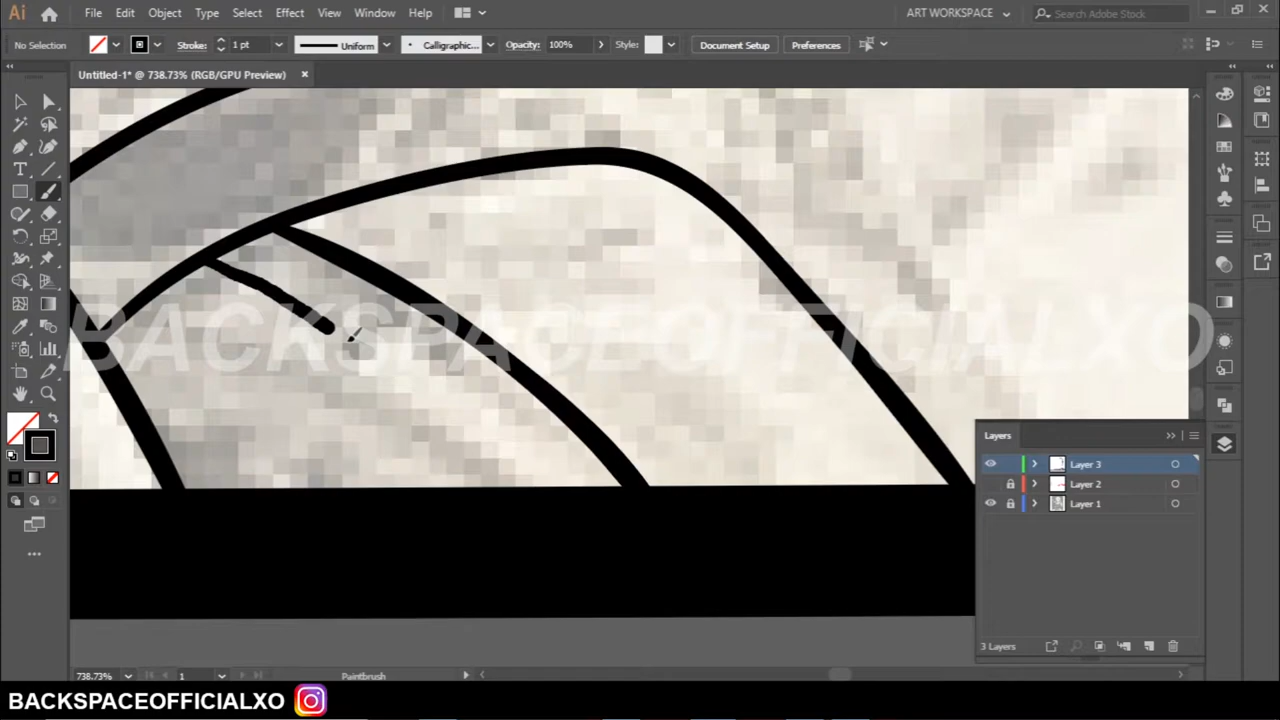 Ai
File Edit Object Type Select Effect View Window Help
ART WORKSPACE
Search Adobe Stock
No Selection
Stroke: 1 pt
Uniform
Calligraphic...
Opacity: 100%
Style:
Document Setup
Preferences
Untitled-1* @ 738.73% (RGB/GPU Preview)
BACKSPACEOFFICIALXO
Layers
Layer 3
Layer 2
Layer 1
3 Layers
738.73%
1
Paintbrush
BACKSPACEOFFICIALXO